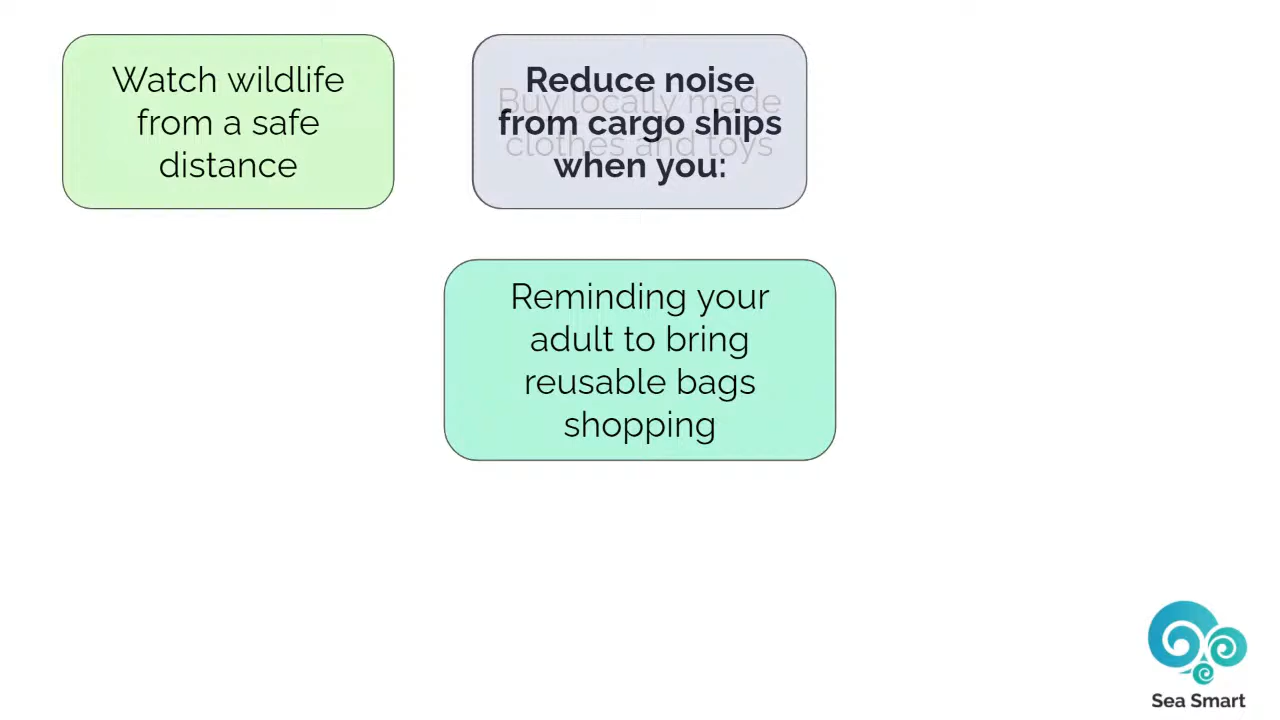 Watch wildlife
from a safe
distance
Reduce noise
from cargo ships
when you:
Buy locally made
clothes and toys
Reminding your
adult to bring
reusable bags
shopping
Sea Smart